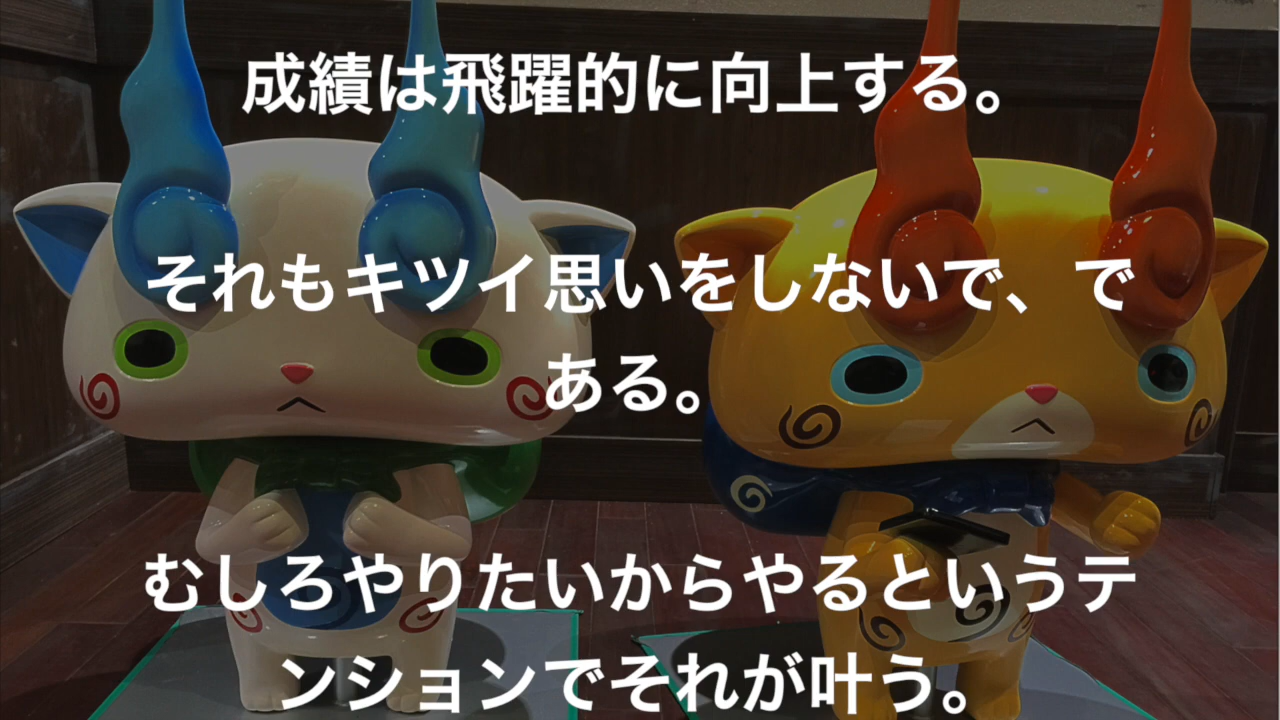 成績は飛躍的に向上する。
それもキツイ思いをしないで、で
ある。
むしろやりたいからやるというテ
ンションでそれが叶う。